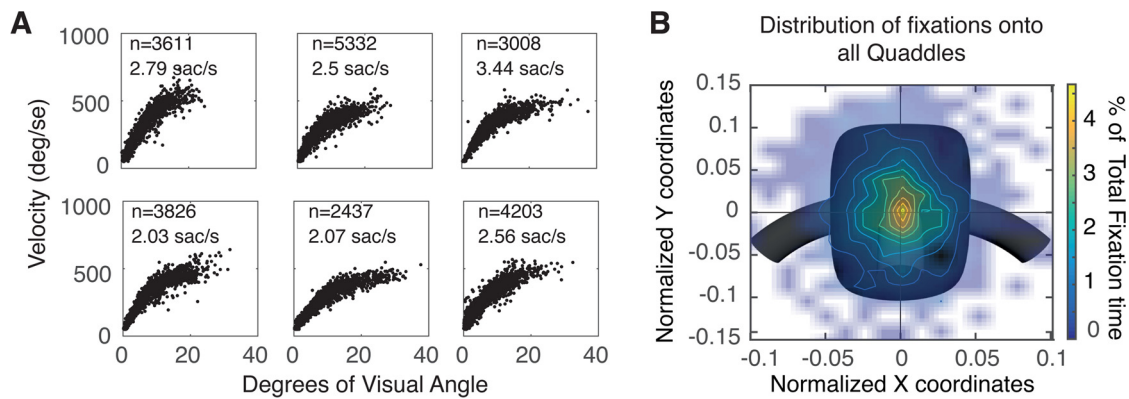 A
1000
500
0
n=3611
2.79 sac/s
n=5332
2.5 sac/s
n=3008
3.44 sac/s
Velocity (deg/se)
1000
500
0
n=3826
2.03 sac/s
n=2437
2.07 sac/s
n=4203
2.56 sac/s
0 20 40
0 20 40
0 20 40
Degrees of Visual Angle
B
Distribution of fixations onto
all Quaddles
Normalized Y coordinates
0.15
0.1
0.05
0
-0.05
-0.1
-0.15
-0.1 -0.05 0 0.05 0.1
Normalized X coordinates
4
3
2
1
0
% of Total Fixation time